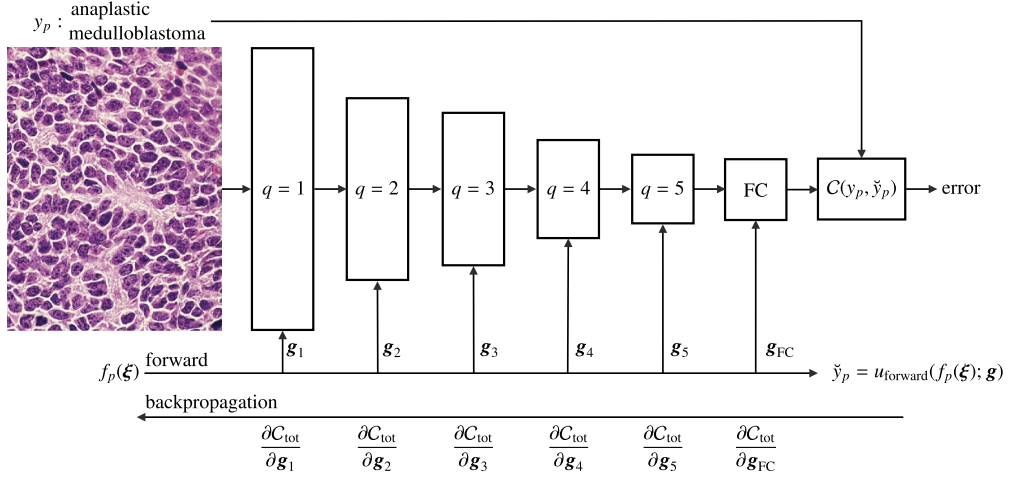 y_p : anaplastic
medulloblastoma
q = 1
q = 2
q = 3
q = 4
q = 5
FC
C(y_p, y̆_p)
error
g_1
g_2
g_3
g_4
g_5
g_FC
f_p(ξ)
forward
y̆_p = u_forward(f_p(ξ); g)
backpropagation
∂C_tot/∂g_1
∂C_tot/∂g_2
∂C_tot/∂g_3
∂C_tot/∂g_4
∂C_tot/∂g_5
∂C_tot/∂g_FC